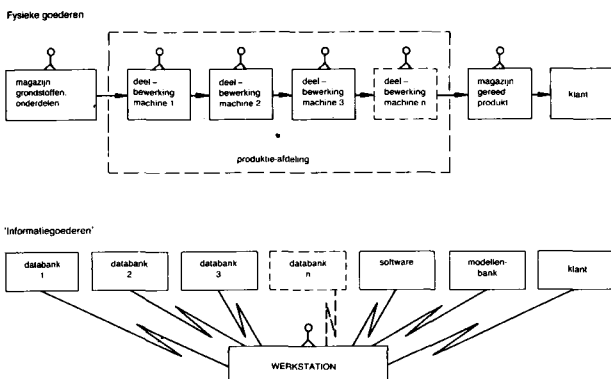 Fysieke goederen
magazijn
grondstoffen.
onderdelen
deel –
bewerking
machine 1
deel –
bewerking
machine 2
deel –
bewerking
machine 3
deel –
bewerking
machine n
magazijn
gereed
produkt
klant
produktie-afdeling
'Informatiegoederen'
databank
1
databank
2
databank
3
databank
n
software
modellen-
bank
klant
WERKSTATION